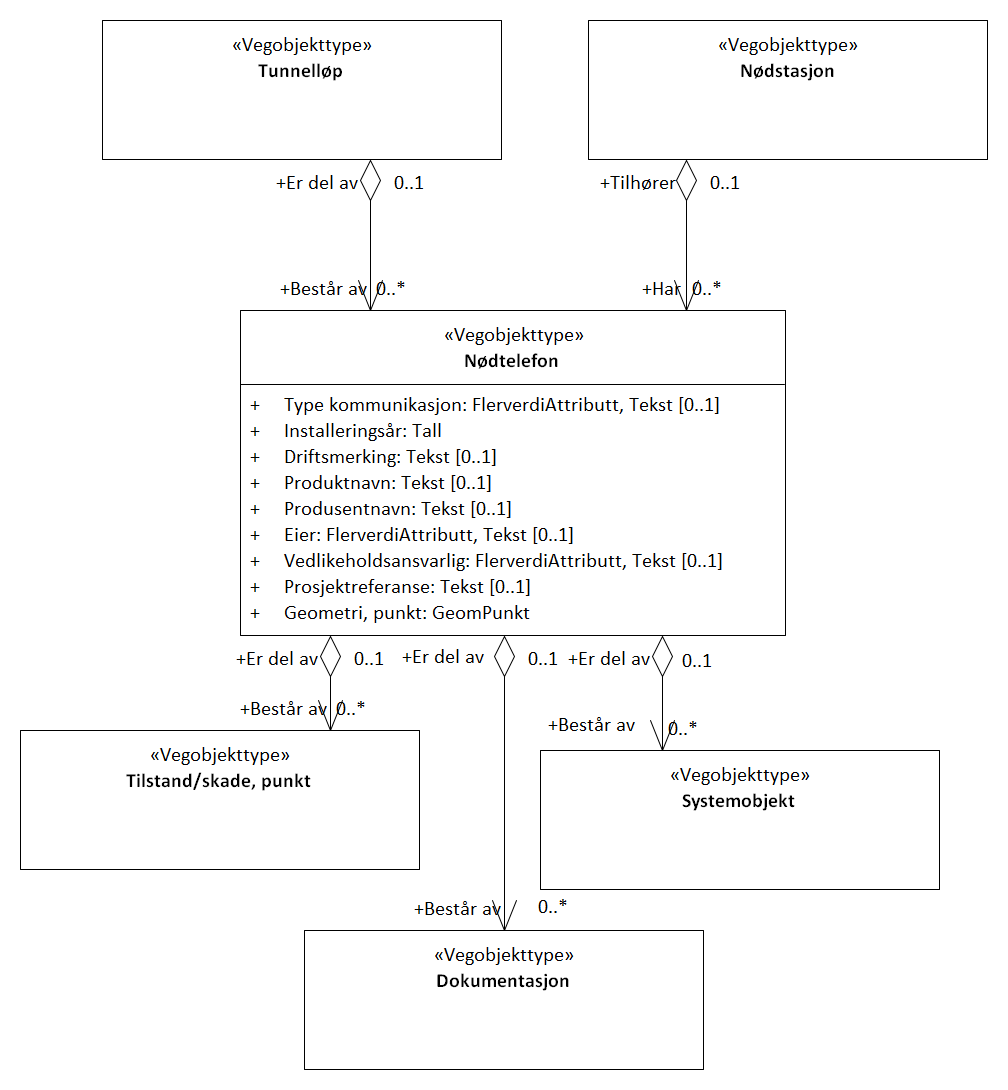 «Vegobjekttype»
Tunnelløp
«Vegobjekttype»
Nødstasjon
+Er del av
0..1
+Tilhører
0..1
+Består av
0..*
+Har
0..*
«Vegobjekttype»
Nødtelefon
+ Type kommunikasjon: FlerverdiAttributt, Tekst [0..1]
+ Installeringsår: Tall
+ Driftsmerking: Tekst [0..1]
+ Produktnavn: Tekst [0..1]
+ Produsentnavn: Tekst [0..1]
+ Eier: FlerverdiAttributt, Tekst [0..1]
+ Vedlikeholdsansvarlig: FlerverdiAttributt, Tekst [0..1]
+ Prosjektreferanse: Tekst [0..1]
+ Geometri, punkt: GeomPunkt
+Er del av
0..1
+Er del av
0..1
+Er del av
0..1
+Består av
0..*
+Består av
0..*
«Vegobjekttype»
Tilstand/skade, punkt
«Vegobjekttype»
Systemobjekt
+Består av
0..*
«Vegobjekttype»
Dokumentasjon